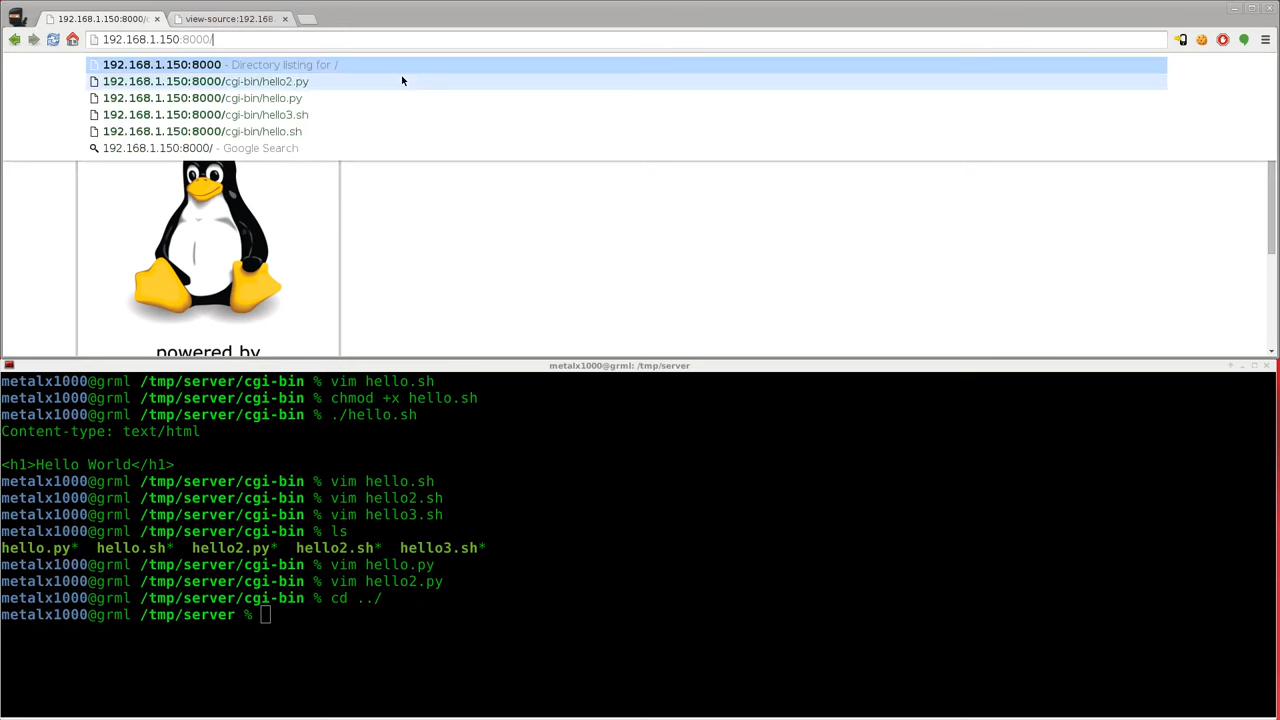 192.168.1.150:8000/c
view-source:192.168.
192.168.1.150:8000/
192.168.1.150:8000 - Directory listing for /
192.168.1.150:8000/cgi-bin/hello2.py
192.168.1.150:8000/cgi-bin/hello.py
192.168.1.150:8000/cgi-bin/hello3.sh
192.168.1.150:8000/cgi-bin/hello.sh
192.168.1.150:8000/ - Google Search
powered by
metalx1000@grml: /tmp/server
metalx1000@grml /tmp/server/cgi-bin % vim hello.sh
metalx1000@grml /tmp/server/cgi-bin % chmod +x hello.sh
metalx1000@grml /tmp/server/cgi-bin % ./hello.sh
Content-type: text/html
<h1>Hello World</h1>
metalx1000@grml /tmp/server/cgi-bin % vim hello.sh
metalx1000@grml /tmp/server/cgi-bin % vim hello2.sh
metalx1000@grml /tmp/server/cgi-bin % vim hello3.sh
metalx1000@grml /tmp/server/cgi-bin % ls
hello.py* hello.sh* hello2.py* hello2.sh* hello3.sh*
metalx1000@grml /tmp/server/cgi-bin % vim hello.py
metalx1000@grml /tmp/server/cgi-bin % vim hello2.py
metalx1000@grml /tmp/server/cgi-bin % cd ../
metalx1000@grml /tmp/server %